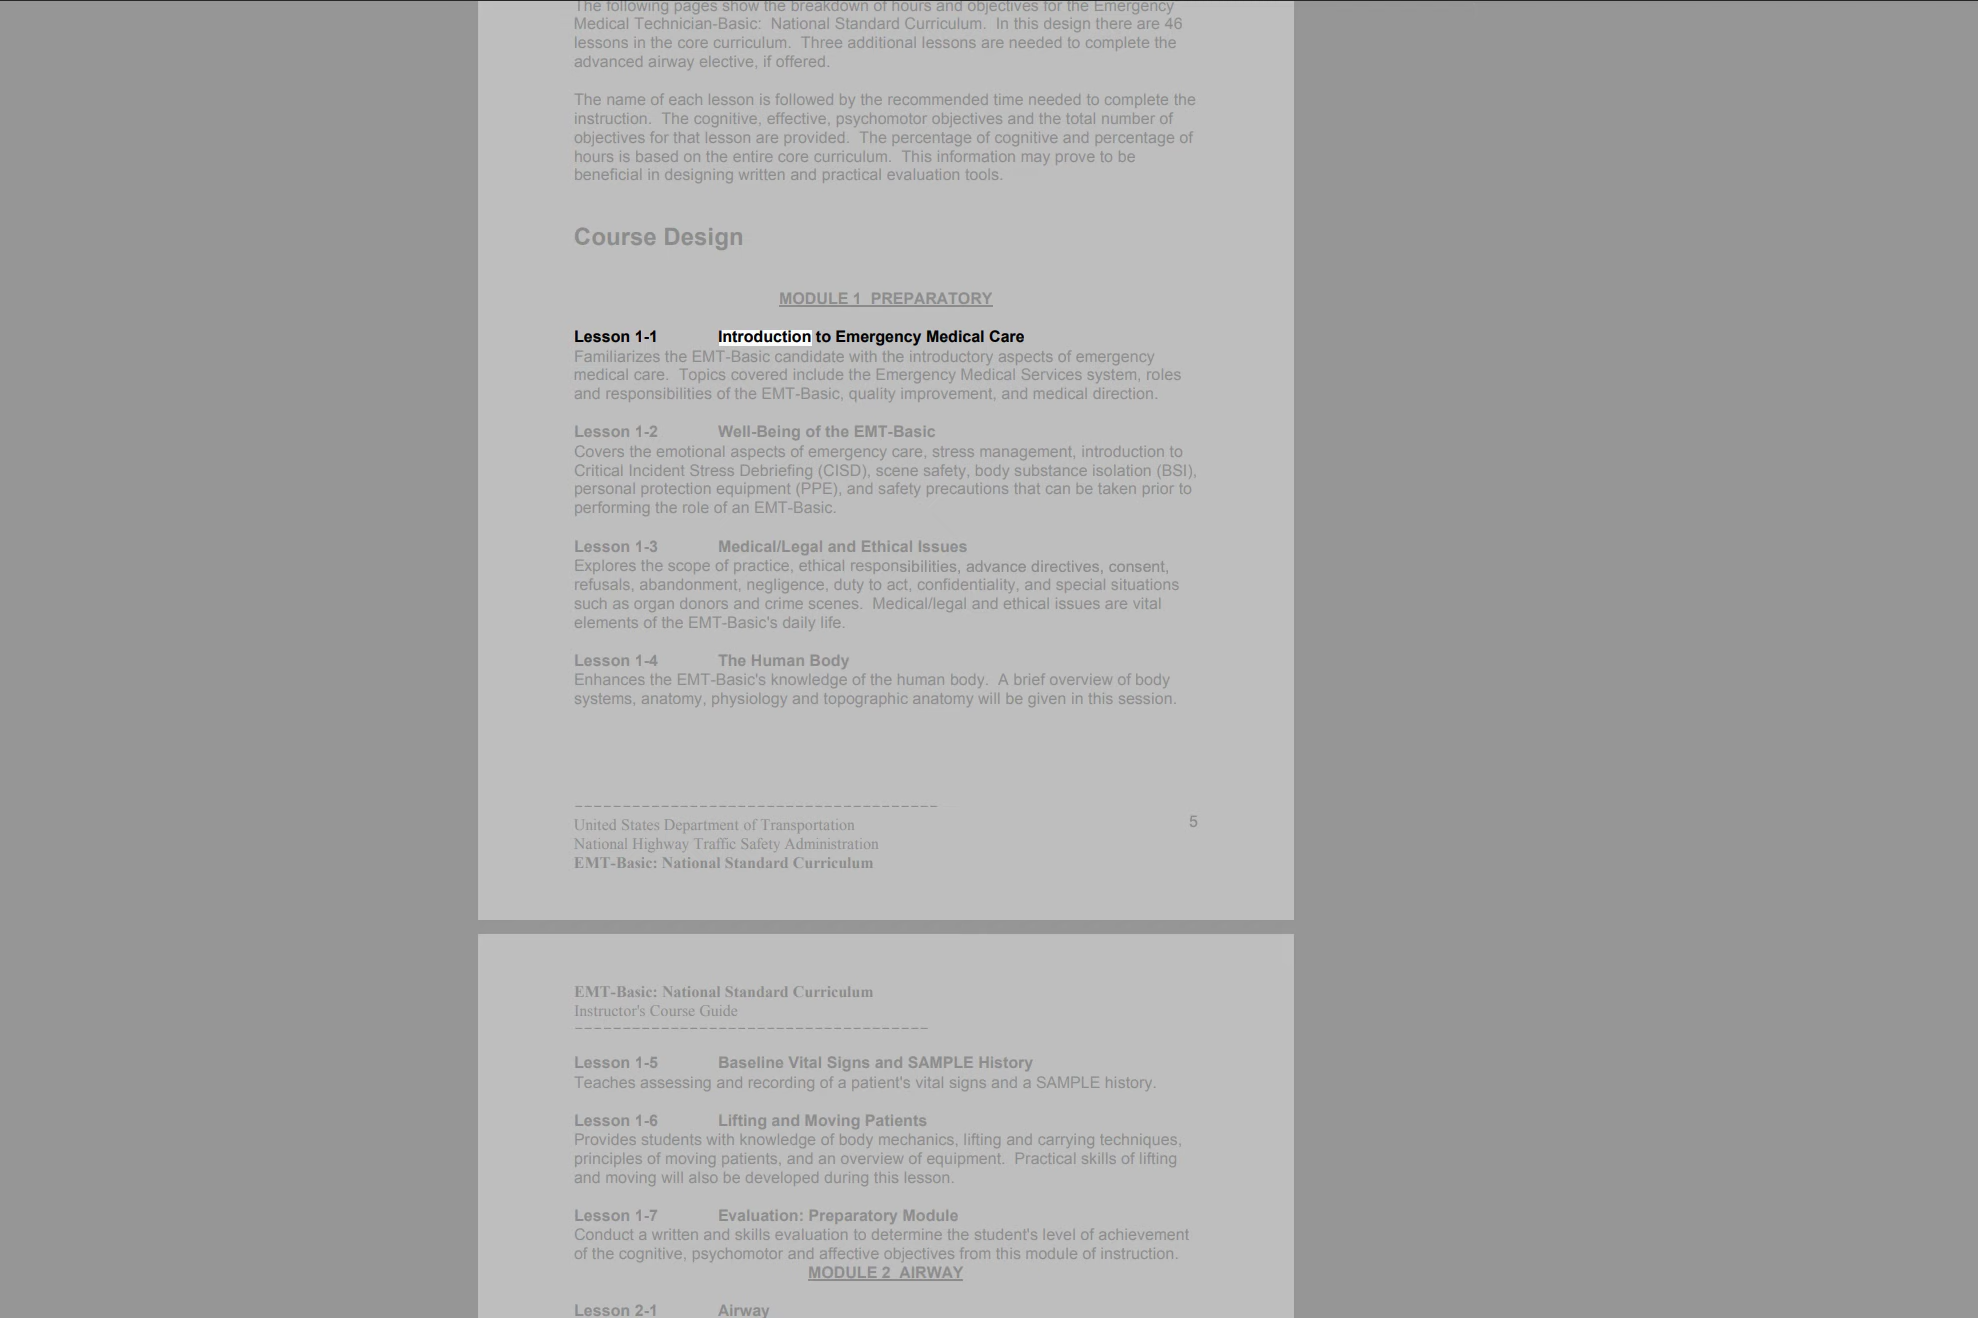 The following pages show the breakdown of hours and objectives for the Emergency
Medical Technician-Basic:  National Standard Curriculum.  In this design there are 46
lessons in the core curriculum.  Three additional lessons are needed to complete the
advanced airway elective, if offered.
The name of each lesson is followed by the recommended time needed to complete the
instruction.  The cognitive, effective, psychomotor objectives and the total number of
objectives for that lesson are provided.  The percentage of cognitive and percentage of
hours is based on the entire core curriculum.  This information may prove to be
beneficial in designing written and practical evaluation tools.
Course Design
MODULE 1  PREPARATORY
Lesson 1-1 Introduction to Emergency Medical Care
Familiarizes the EMT-Basic candidate with the introductory aspects of emergency
medical care.  Topics covered include the Emergency Medical Services system, roles
and responsibilities of the EMT-Basic, quality improvement, and medical direction.
Lesson 1-2 Well-Being of the EMT-Basic
Covers the emotional aspects of emergency care, stress management, introduction to
Critical Incident Stress Debriefing (CISD), scene safety, body substance isolation (BSI),
personal protection equipment (PPE), and safety precautions that can be taken prior to
performing the role of an EMT-Basic.
Lesson 1-3 Medical/Legal and Ethical Issues
Explores the scope of practice, ethical responsibilities, advance directives, consent,
refusals, abandonment, negligence, duty to act, confidentiality, and special situations
such as organ donors and crime scenes.  Medical/legal and ethical issues are vital
elements of the EMT-Basic's daily life.
Lesson 1-4 The Human Body
Enhances the EMT-Basic's knowledge of the human body.  A brief overview of body
systems, anatomy, physiology and topographic anatomy will be given in this session.
United States Department of Transportation
5
National Highway Traffic Safety Administration
EMT-Basic: National Standard Curriculum
EMT-Basic: National Standard Curriculum
Instructor's Course Guide
Lesson 1-5 Baseline Vital Signs and SAMPLE History
Teaches assessing and recording of a patient's vital signs and a SAMPLE history.
Lesson 1-6 Lifting and Moving Patients
Provides students with knowledge of body mechanics, lifting and carrying techniques,
principles of moving patients, and an overview of equipment.  Practical skills of lifting
and moving will also be developed during this lesson.
Lesson 1-7 Evaluation: Preparatory Module
Conduct a written and skills evaluation to determine the student's level of achievement
of the cognitive, psychomotor and affective objectives from this module of instruction.
MODULE 2  AIRWAY
Lesson 2-1 Airway